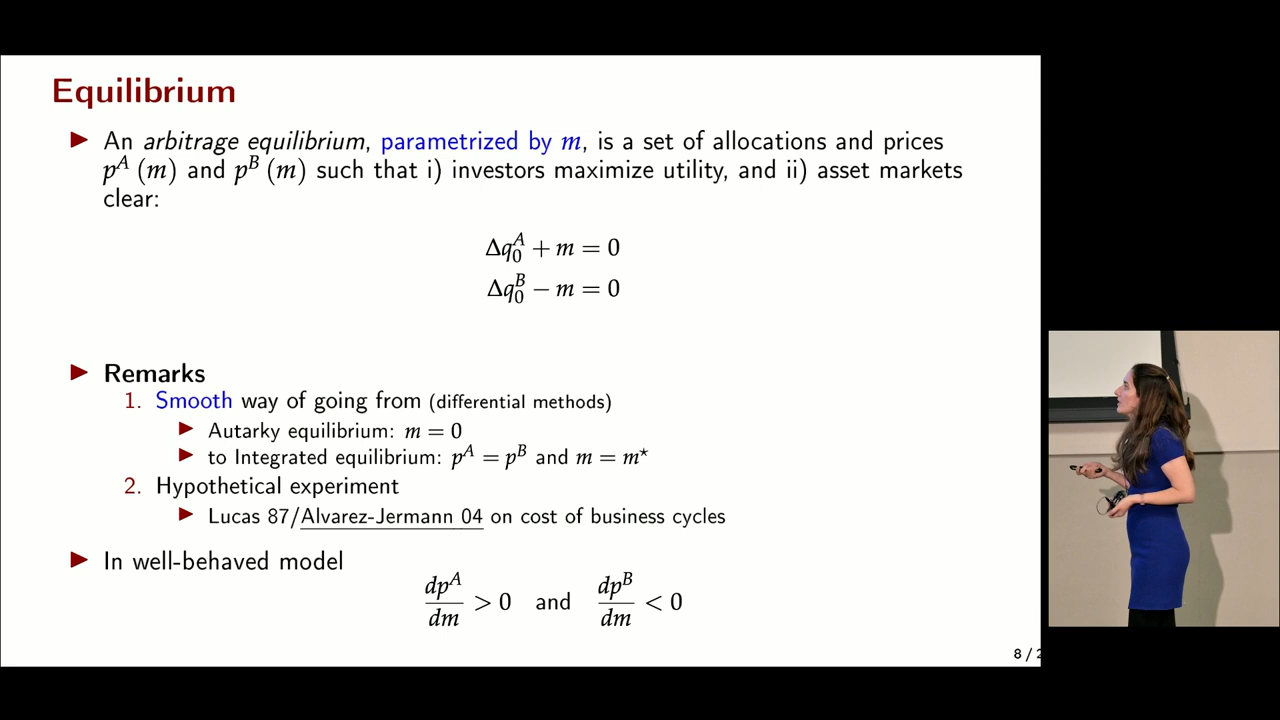 Equilibrium
▶ An arbitrage equilibrium, parametrized by m, is a set of allocations and prices
p^A (m) and p^B (m) such that i) investors maximize utility, and ii) asset markets
clear:
Δq_0^A + m = 0
Δq_0^B − m = 0
▶ Remarks
1. Smooth way of going from (differential methods)
▶ Autarky equilibrium: m = 0
▶ to Integrated equilibrium: p^A = p^B and m = m⋆
2. Hypothetical experiment
▶ Lucas 87/Alvarez-Jermann 04 on cost of business cycles
▶ In well-behaved model
dp^A/dm > 0 and dp^B/dm < 0
8 /